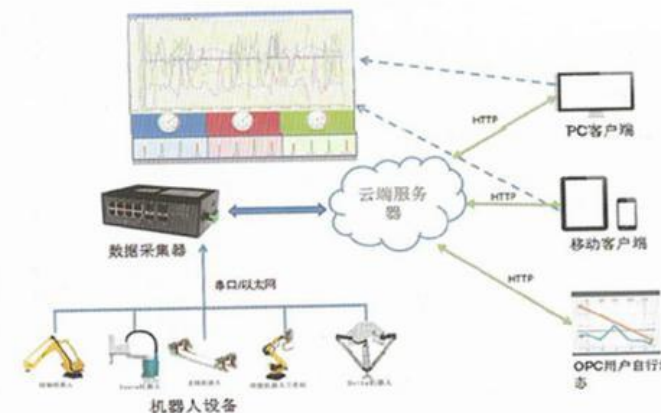 HTTP
PC客户端
云端服务
器
HTTP
数据采集器
移动客户端
HTTP
串口/以太网
OPC用户自行
态
机器人设备